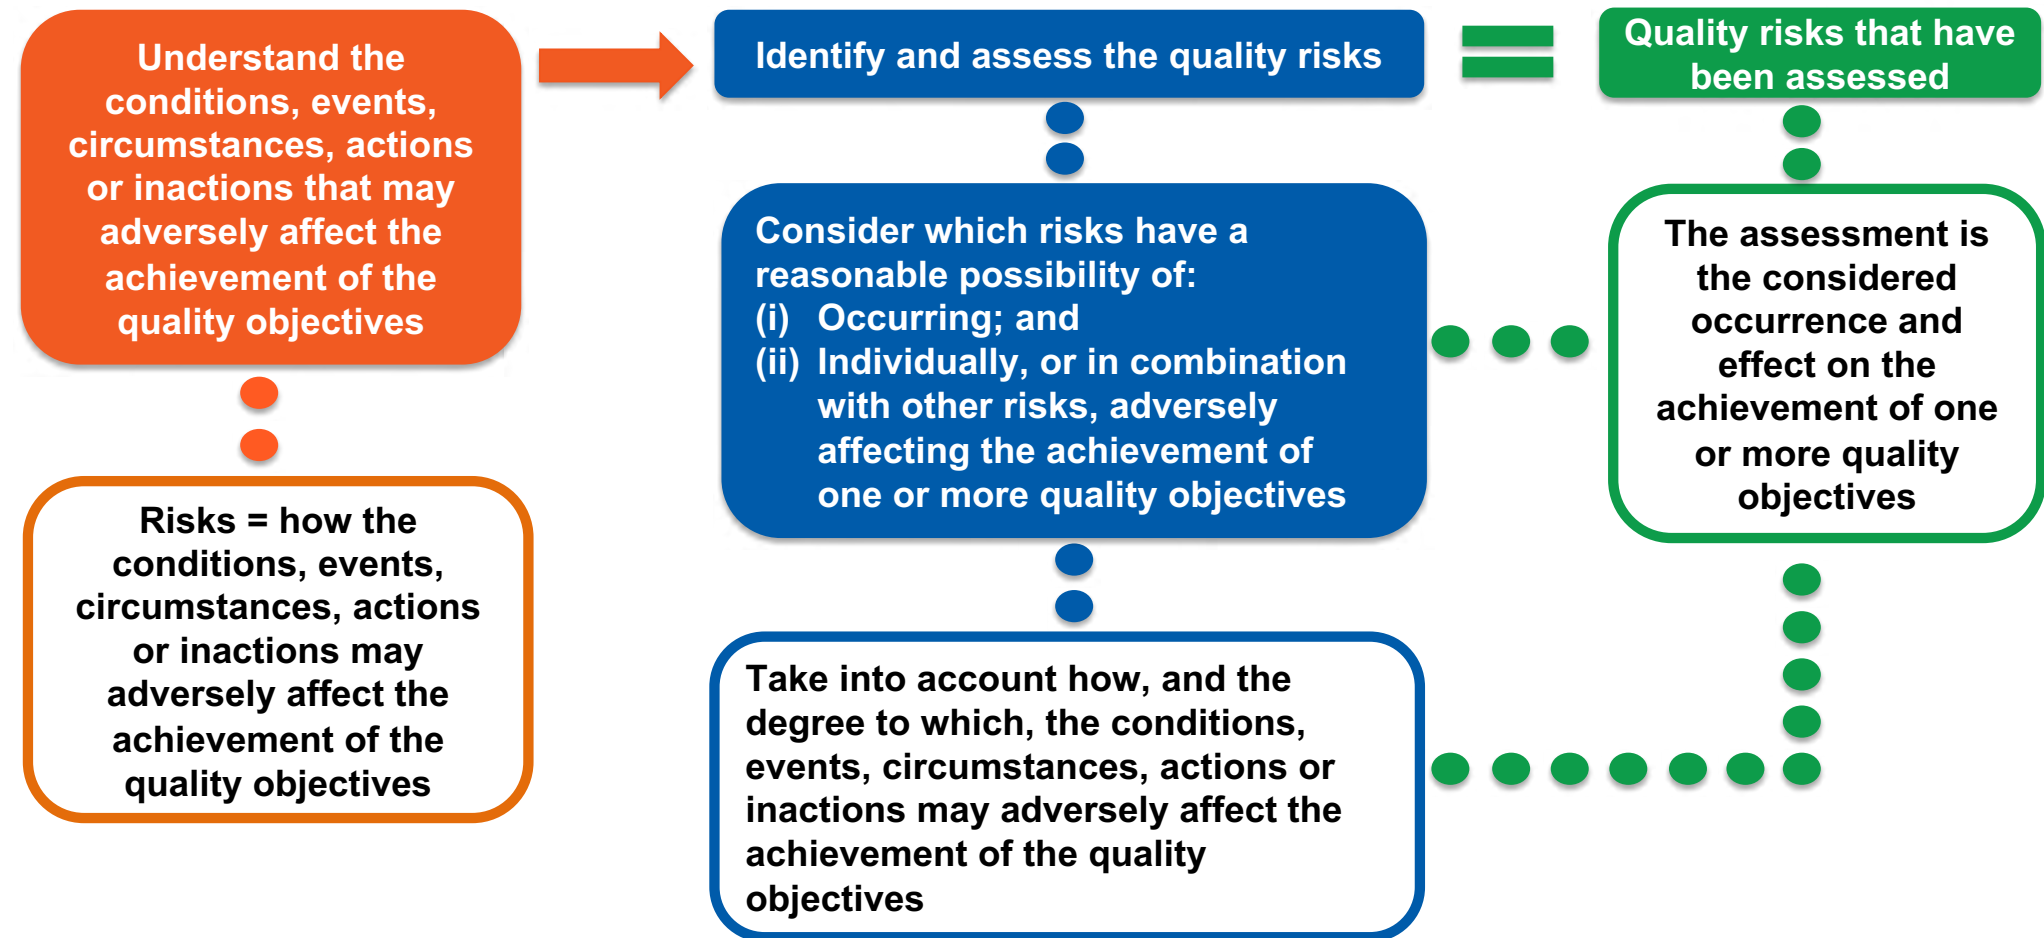 Understand the
conditions, events,
circumstances, actions
or inactions that may
adversely affect the
achievement of the
quality objectives
Risks = how the
conditions, events,
circumstances, actions
or inactions may
adversely affect the
achievement of the
quality objectives
Identify and assess the quality risks
Consider which risks have a
reasonable possibility of:
(i) Occurring; and
(ii) Individually, or in combination
with other risks, adversely
affecting the achievement of
one or more quality objectives
Take into account how, and the
degree to which, the conditions,
events, circumstances, actions or
inactions may adversely affect the
achievement of the quality
objectives
Quality risks that have
been assessed
The assessment is
the considered
occurrence and
effect on the
achievement of one
or more quality
objectives